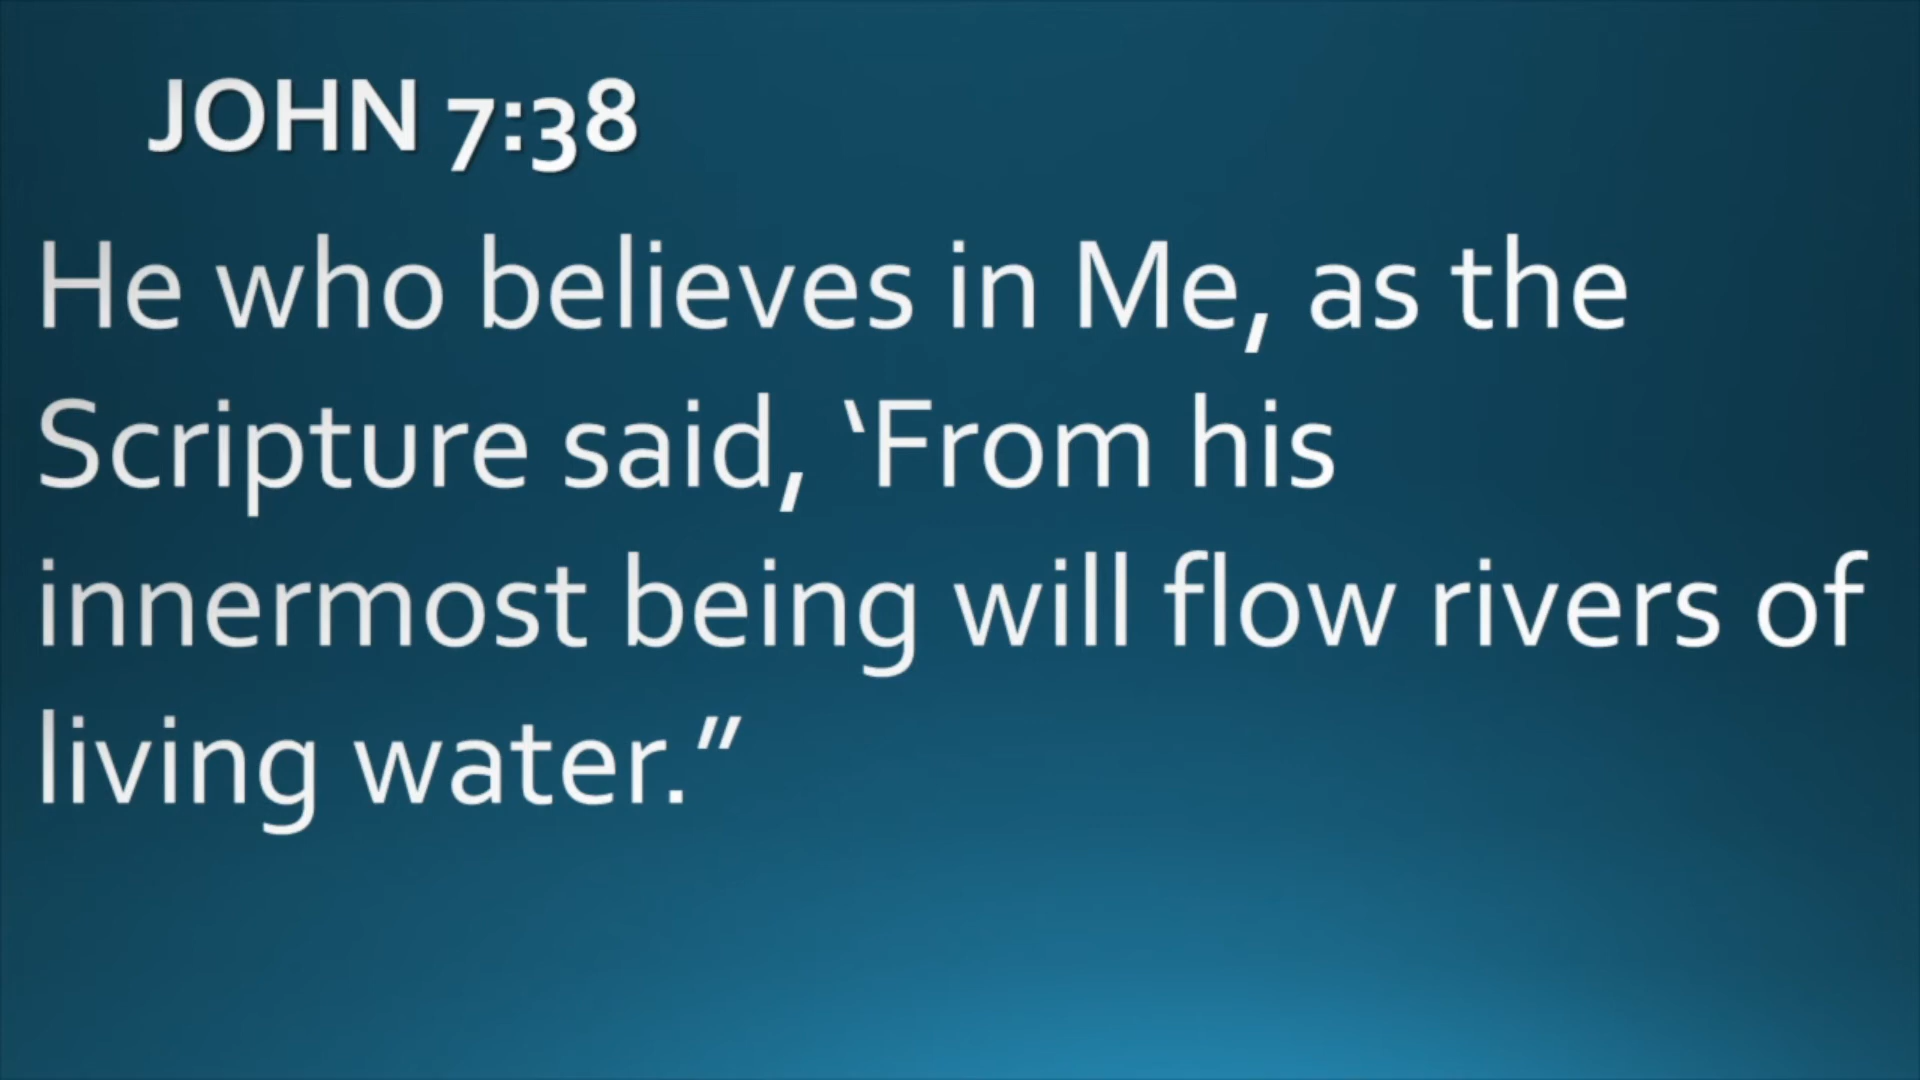 JOHN 7:38
He who believes in Me, as the
Scripture said, ‘From his
innermost being will flow rivers of
living water.”